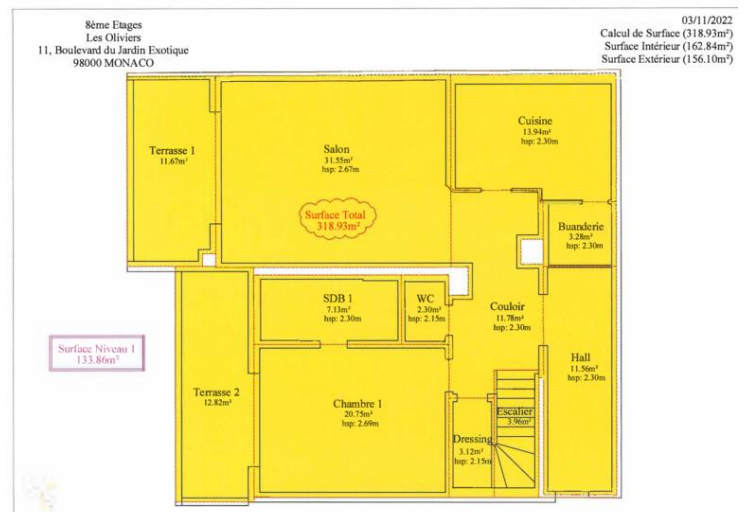 8ème Etages
Les Oliviers
11, Boulevard du Jardin Exotique
98000 MONACO
03/11/2022
Calcul de Surface (318.93m²)
Surface Intérieur (162.84m²)
Surface Extérieur (156.10m²)
Terrasse 1
11.67m²
Salon
31.55m²
hsp: 2.67m
Cuisine
13.94m²
hsp: 2.30m
Surface Total
318.93m²
Buanderie
3.28m²
hsp: 2.30m
SDB 1
7.13m²
hsp: 2.30m
WC
2.30m²
hsp: 2.15m
Couloir
11.78m²
hsp: 2.30m
Surface Niveau 1
133.86m²
Hall
11.56m²
hsp: 2.30m
Terrasse 2
12.82m²
Chambre 1
20.75m²
hsp: 2.69m
Escalier
3.96m²
Dressing
3.12m²
hsp: 2.15m